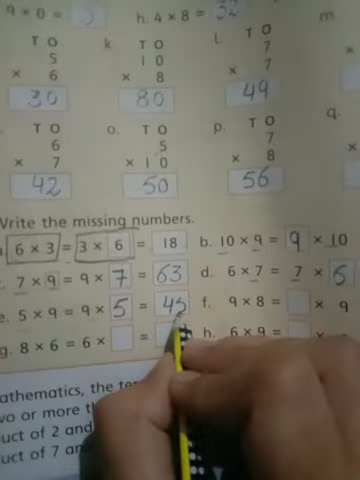 9 × 0 = 0 h. 4 × 8 = 32 m
T O k T O l. T O
5 1 0 7
× 6 × 8 × 7 ×
30 80 49
T O o. T O p. T O q.
6 5 7
× 7 × 1 0 × 8 ×
42 50 56
Write the missing numbers.
6 × 3 = 3 × 6 = 18 b. 10 × 9 = 9 × 10
7 × 9 = 9 × 7 = 63 d. 6 × 7 = 7 × 6
e. 5 × 9 = 9 × 5 = 45 f. 9 × 8 = × 9
g. 8 × 6 = 6 × = h. 6 × 9 = ×
athematics, the
wo or more
uct of 2 and
uct of 7 an